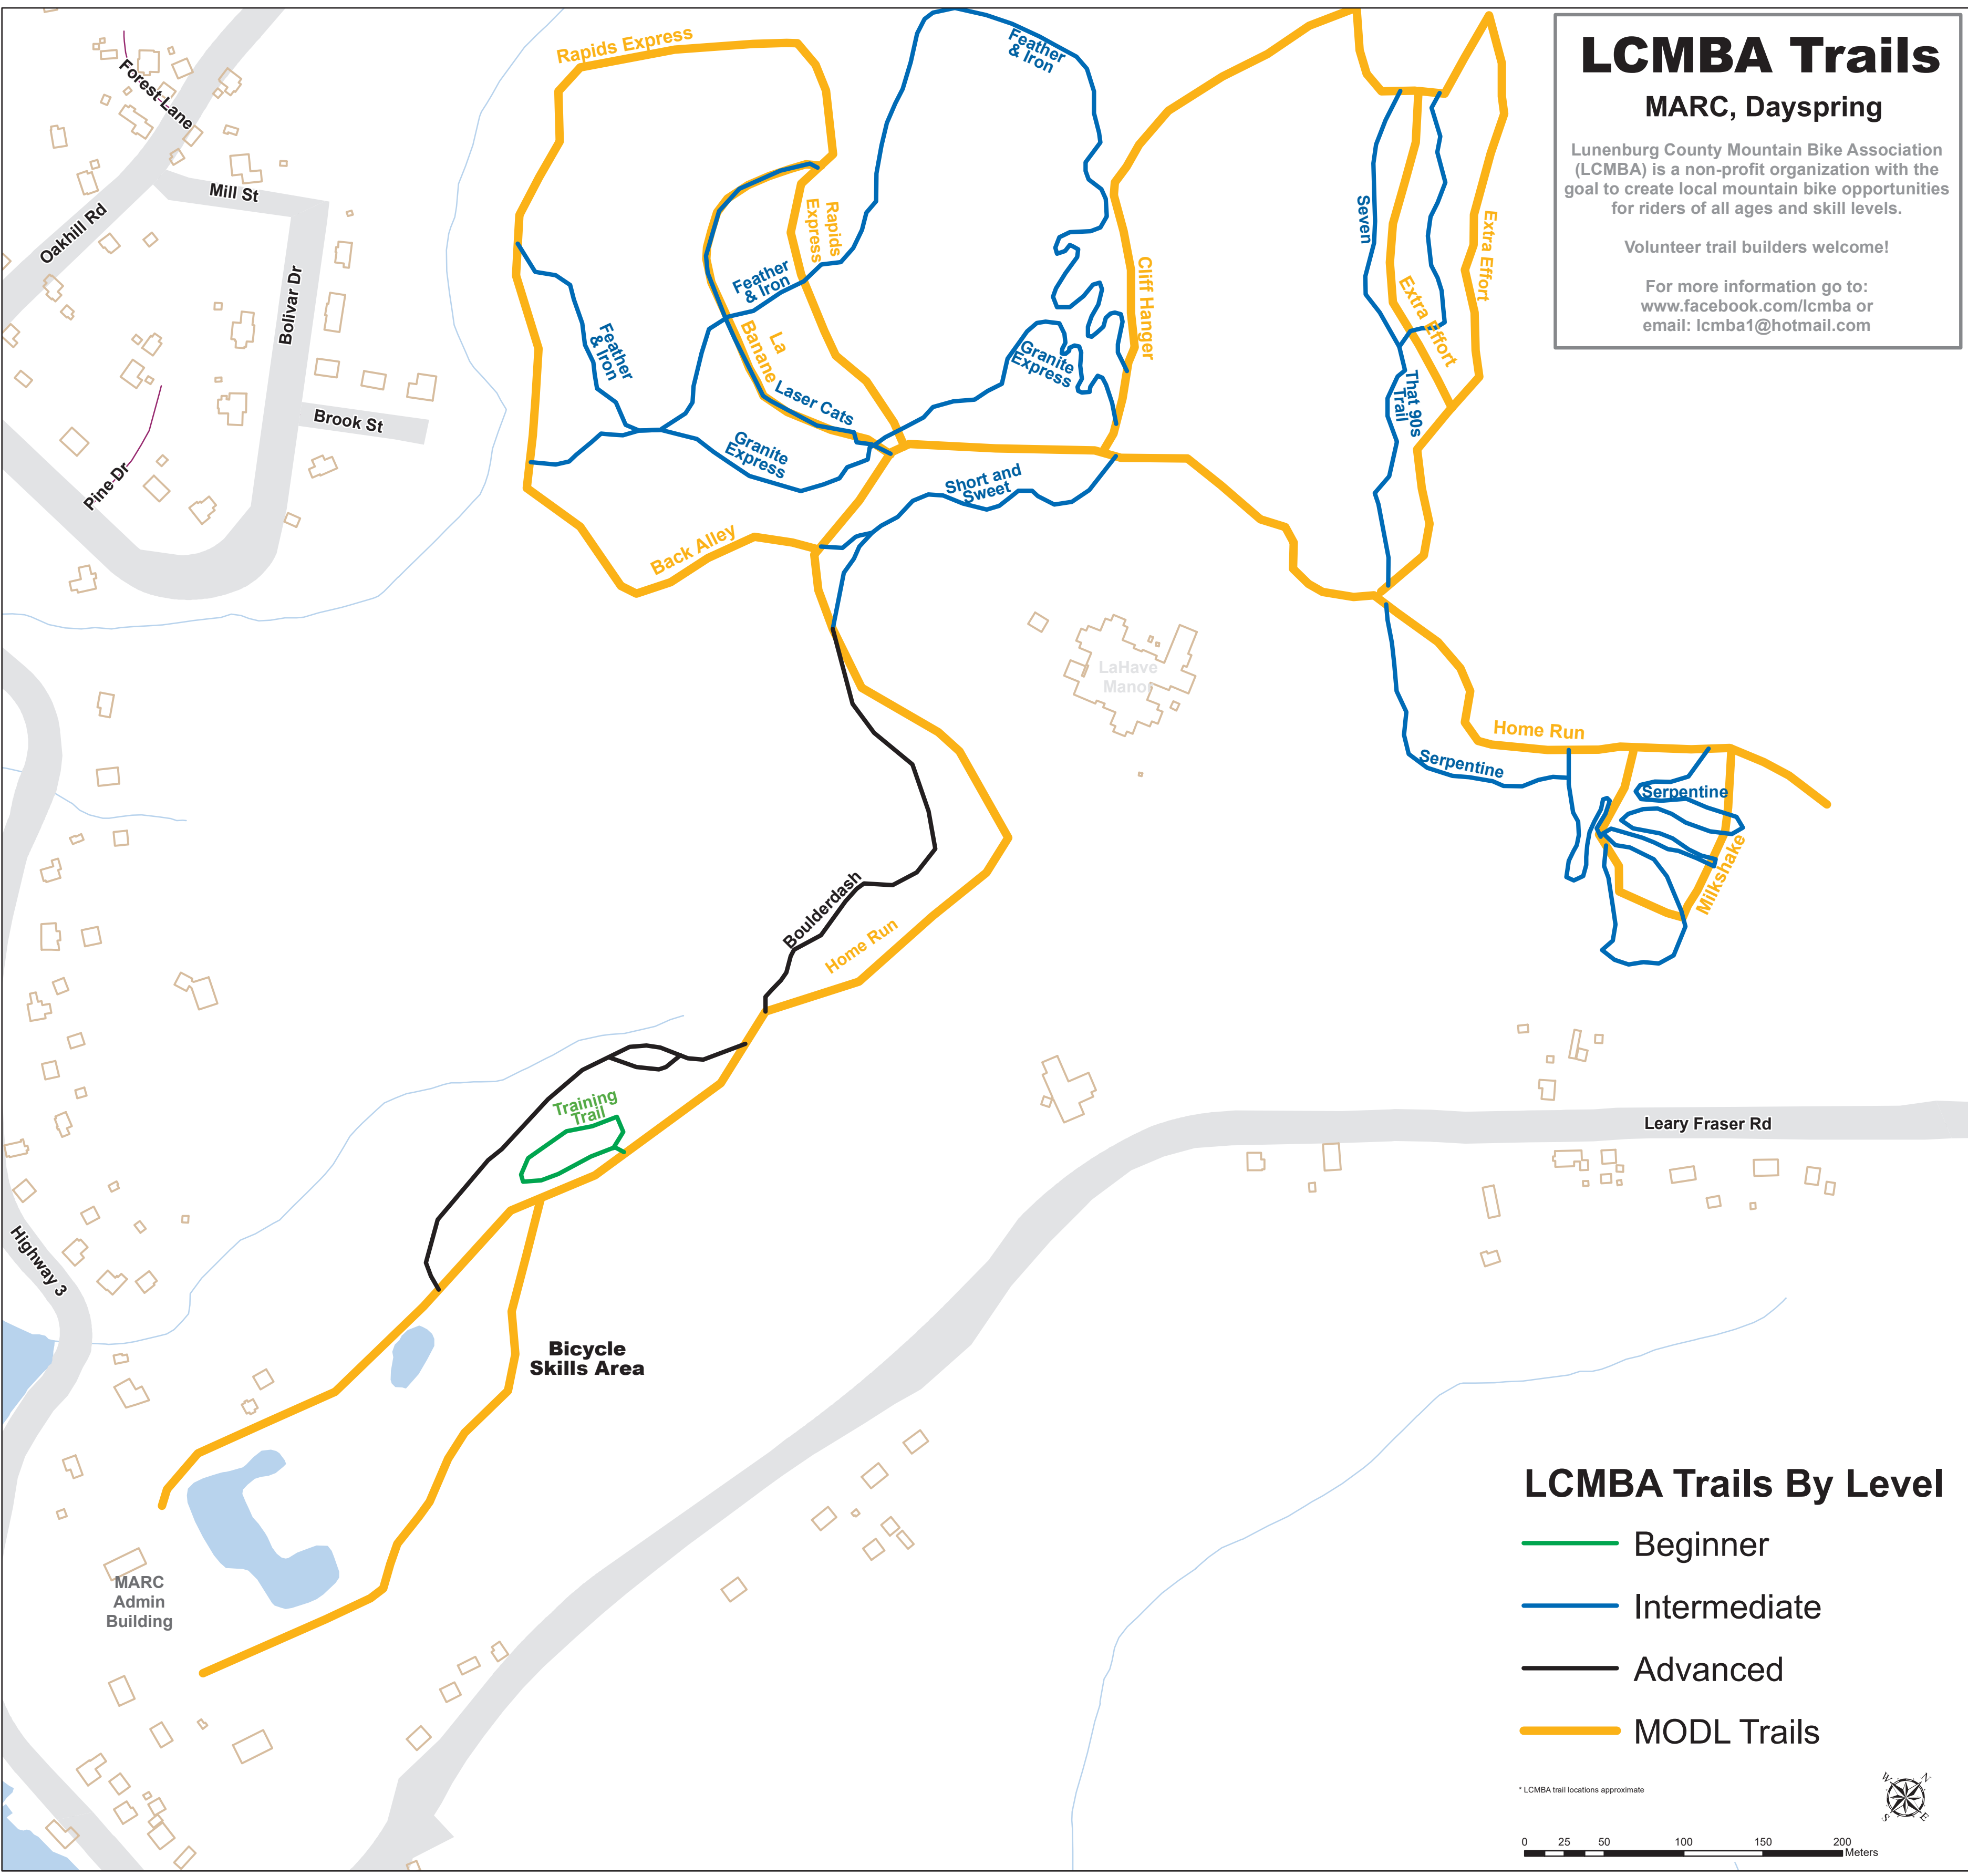 LCMBA Trails
MARC, Dayspring
Lunenburg County Mountain Bike Association
(LCMBA) is a non-profit organization with the
goal to create local mountain bike opportunities
for riders of all ages and skill levels.
Volunteer trail builders welcome!
For more information go to:
www.facebook.com/lcmba or
email: lcmba1@hotmail.com
Forest Lane
Mill St
Oakhill Rd
Bolivar Dr
Brook St
Pine Dr
Rapids Express
Feather
& Iron
Rapids
Express
Feather
& Iron
La
Banane
Feather
& Iron
Laser Cats
Granite
Express
Granite
Express
Cliff Hanger
Seven
Extra Effort
Extra Effort
That 90s
Trail
Short and
Sweet
Back Alley
LaHave
Manor
Home Run
Serpentine
Serpentine
Milkshake
Boulderdash
Home Run
Training
Trail
Leary Fraser Rd
Highway 3
Bicycle
Skills Area
MARC
Admin
Building
LCMBA Trails By Level
Beginner
Intermediate
Advanced
MODL Trails
* LCMBA trail locations approximate
W N
S E
0 25 50 100 150 200
Meters